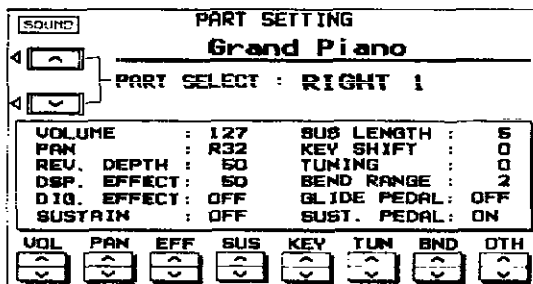 SOUND
PART SETTING
Grand Piano
PART SELECT : RIGHT 1
VOLUME : 127 SUS LENGTH : 5
PAN : R32 KEY SHIFT : 0
REV. DEPTH : 50 TUNING : 0
DSP. EFFECT: 50 BEND RANGE : 2
DIG. EFFECT: OFF GLIDE PEDAL: OFF
SUSTAIN : OFF SUST. PEDAL: ON
VOL PAN EFF SUS KEY TUN BND OTH